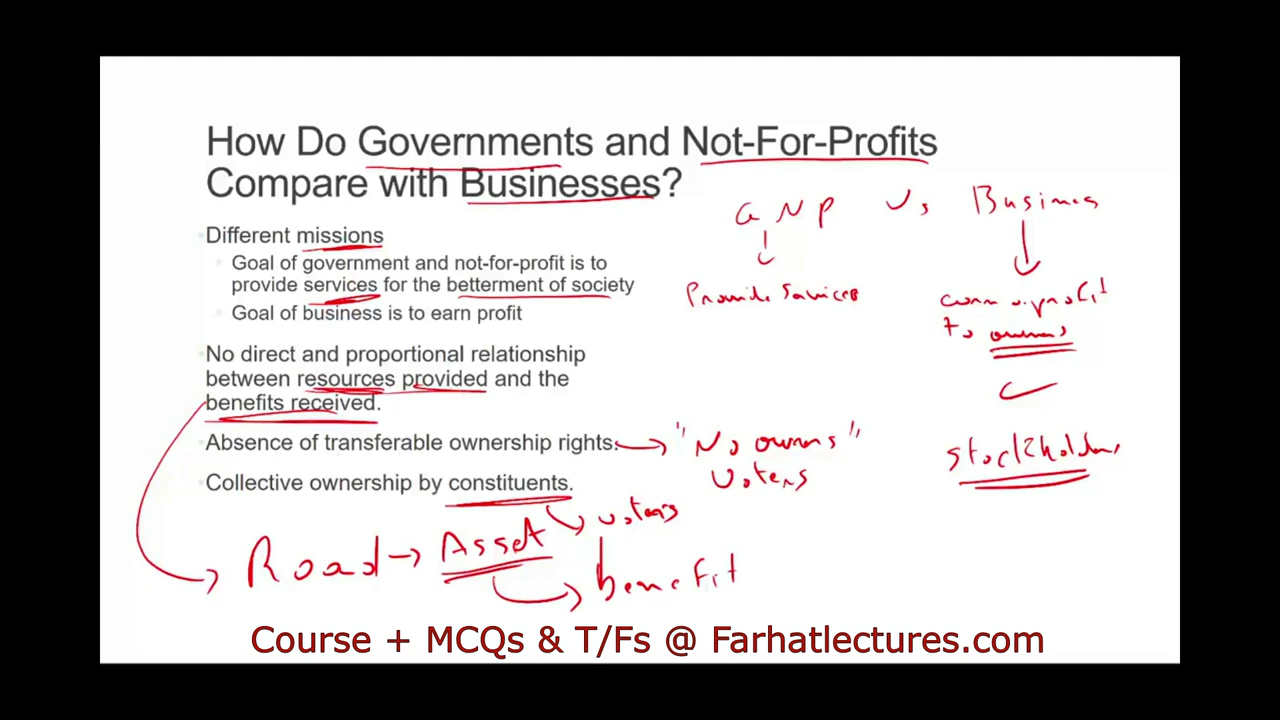 How Do Governments and Not-For-Profits
Compare with Businesses?
Different missions
Goal of government and not-for-profit is to
provide services for the betterment of society
Goal of business is to earn profit
No direct and proportional relationship
between resources provided and the
benefits received.
Absence of transferable ownership rights.
Collective ownership by constituents.
G NP Vs Business
Provide Services
earn a profit
to owners
"No owners"
Voters
Stockholders
voters
Road → Asset
benefit
Course + MCQs & T/Fs @ Farhatlectures.com